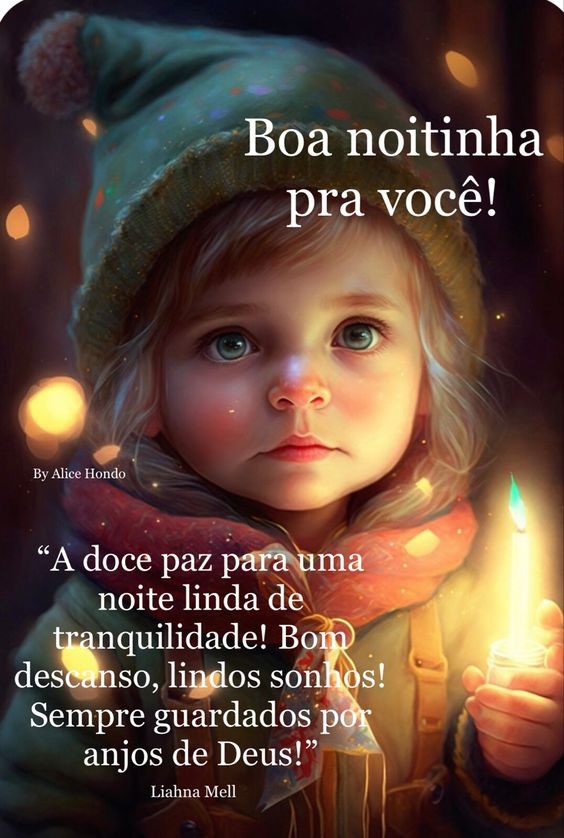 Boa noitinha
pra você!
By Alice Hondo
“A doce paz para uma
noite linda de
tranquilidade! Bom
descanso, lindos sonhos!
Sempre guardados por
anjos de Deus!”
Liahna Mell